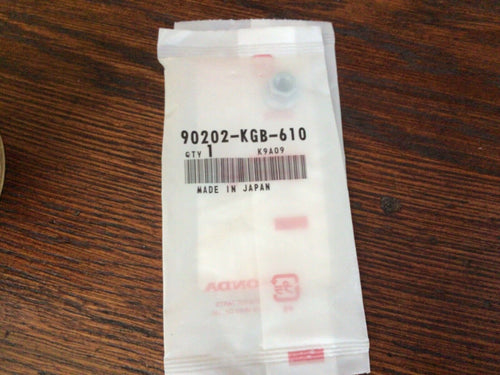 90202-KGB-610
QTY 1 K9A09
MADE IN JAPAN
HONDA